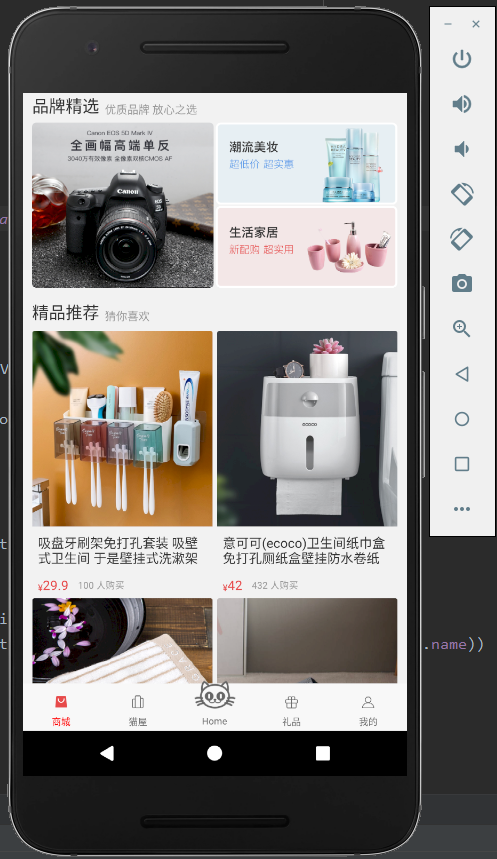 品牌精选 优质品牌 放心之选
Canon EOS 5D Mark IV
全画幅高端单反
3040万有效像素 全像素双核CMOS AF
Canon
潮流美妆
超低价 超实惠
生活家居
新配购 超实用
精品推荐 猜你喜欢
ecoco
吸盘牙刷架免打孔套装 吸壁
式卫生间 于是壁挂式洗漱架
¥29.9 100 人购买
意可可(ecoco)卫生间纸巾盒
免打孔厕纸盒壁挂防水卷纸
¥42 432 人购买
商城
猫屋
Home
礼品
我的
a
V
o
t
i
t
.name))